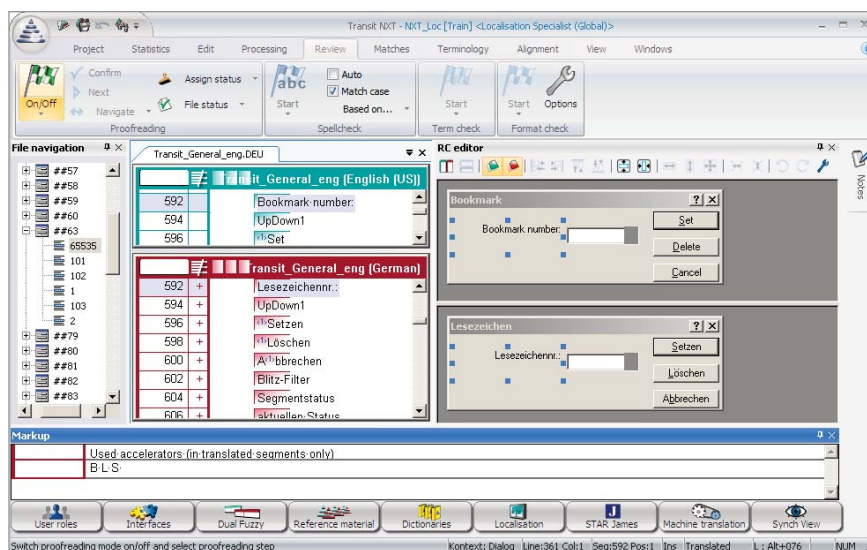 Transit NXT - NXT_Loc [Train] <Localisation Specialist (Global)>
Project Statistics Edit Processing Review Matches Terminology Alignment View Windows
On/Off
Confirm
Next
Navigate
Assign status
File status
Proofreading
abc
Start
Auto
Match case
Based on...
Spellcheck
Start
Term check
Start
Options
Format check
File navigation
##57
##58
##59
##60
##63
65535
101
102
1
103
2
##79
##80
##81
##82
##83
Transit_General_eng.DEU
Transit_General_eng (English (US))
592 Bookmark number:
594 UpDown1
596 Set
Transit_General_eng (German)
592 + Lesezeichennr.:
594 + UpDown1
596 + Setzen
598 + Löschen
600 + Abbrechen
602 + Blitz-Filter
604 + Segmentstatus
606 + aktuellen Status
RC editor
Bookmark
Bookmark number:
Set
Delete
Cancel
Lesezeichen
Lesezeichennr.:
Setzen
Löschen
Abbrechen
Notes
Markup
Used accelerators (in translated segments only)
B L S
User roles Interfaces Dual Fuzzy Reference material Dictionaries Localisation STAR James Machine translation Synch View
Switch proofreading mode on/off and select proofreading step Kontext: Dialog Line:361 Col:1 Seg:592 Pos:1 Ins Translated L : Alt+076 NUM